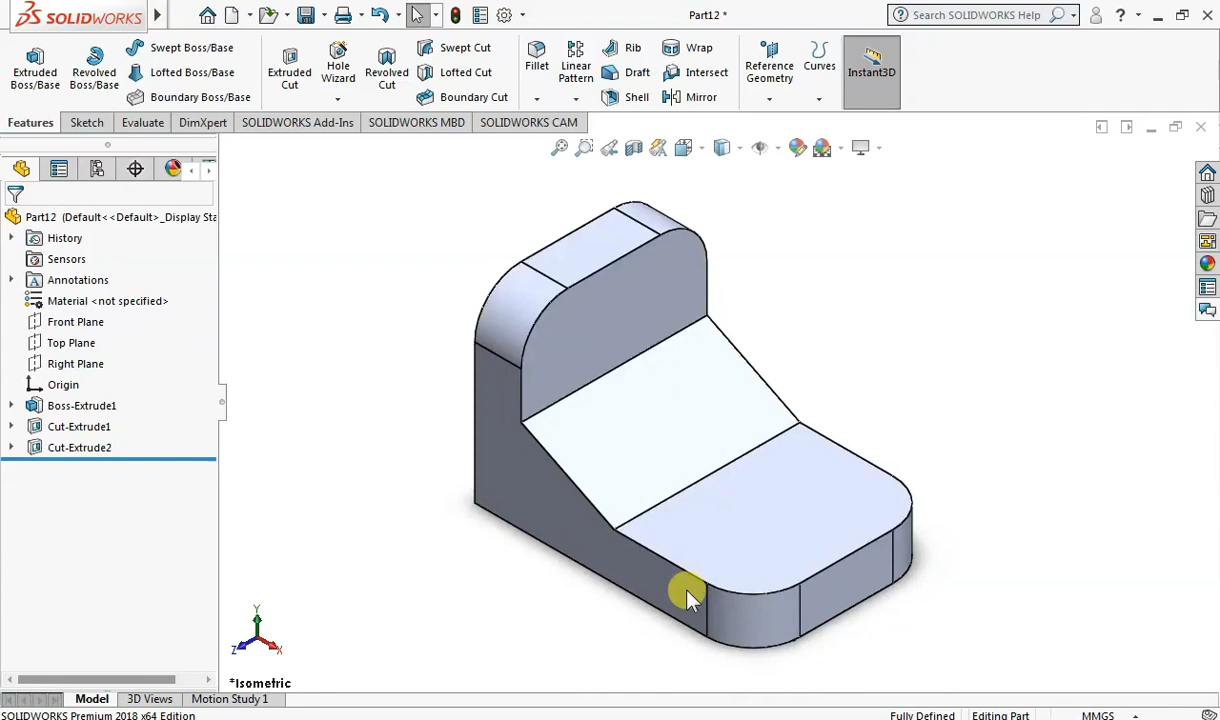 SOLIDWORKS
Part12 *
Search SOLIDWORKS Help
?
Extruded Boss/Base
Revolved Boss/Base
Swept Boss/Base
Lofted Boss/Base
Boundary Boss/Base
Extruded Cut
Hole Wizard
Revolved Cut
Swept Cut
Lofted Cut
Boundary Cut
Fillet
Linear Pattern
Rib
Draft
Shell
Wrap
Intersect
Mirror
Reference Geometry
Curves
Instant3D
Features
Sketch
Evaluate
DimXpert
SOLIDWORKS Add-Ins
SOLIDWORKS MBD
SOLIDWORKS CAM
Part12 (Default<<Default>_Display Sta
History
Sensors
Annotations
Material <not specified>
Front Plane
Top Plane
Right Plane
Origin
Boss-Extrude1
Cut-Extrude1
Cut-Extrude2
Y
Z
X
*Isometric
Model
3D Views
Motion Study 1
SOLIDWORKS Premium 2018 x64 Edition
Fully Defined
Editing Part
MMGS